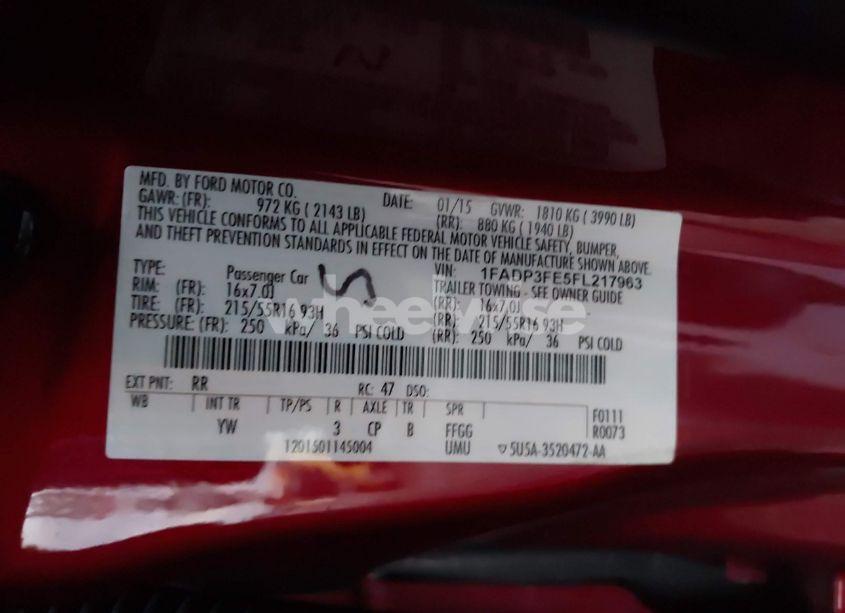 MFD. BY FORD MOTOR CO.
DATE: 01/15 GVWR: 1810 KG ( 3990 LB)
GAWR: (FR): 972 KG ( 2143 LB) (RR): 880 KG ( 1940 LB)
THIS VEHICLE CONFORMS TO ALL APPLICABLE FEDERAL MOTOR VEHICLE SAFETY, BUMPER,
AND THEFT PREVENTION STANDARDS IN EFFECT ON THE DATE OF MANUFACTURE SHOWN ABOVE.
VIN: 1FADP3FE5FL217963
TYPE: Passenger Car TRAILER TOWING - SEE OWNER GUIDE
RIM: (FR): 16x7.0J (RR): 16x7.0J
TIRE: (FR): 215/55R16 93H (RR): 215/55R16 93H
PRESSURE: (FR): 250 kPa/ 36 PSI COLD (RR): 250 kPa/ 36 PSI COLD
S
wheelwise
EXT PNT: RR RC: 47 DSO:
WB INT TR TP/PS R AXLE TR SPR F0111
YW 3 CP B FFGG R0073
1201501145004 UMU 5U5A-3520472-AA